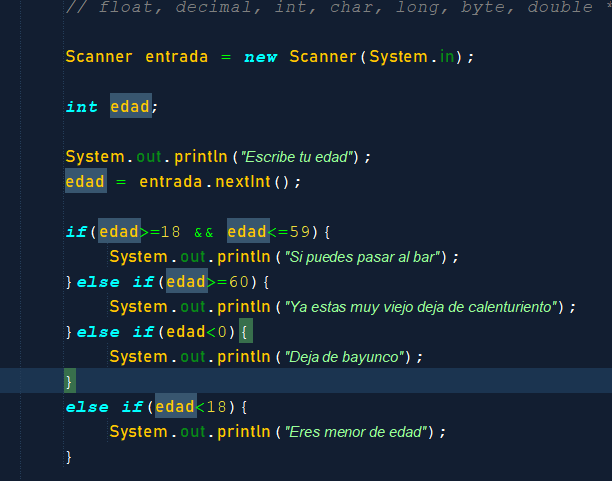 // float, decimal, int, char, long, byte, double *
Scanner entrada = new Scanner(System.in);
int edad;
System.out.println("Escribe tu edad");
edad = entrada.nextInt();
if(edad>=18 && edad<=59){
System.out.println("Si puedes pasar al bar");
}else if(edad>=60){
System.out.println("Ya estas muy viejo deja de calenturiento");
}else if(edad<0){
System.out.println("Deja de bayunco");
}
else if(edad<18){
System.out.println("Eres menor de edad");
}